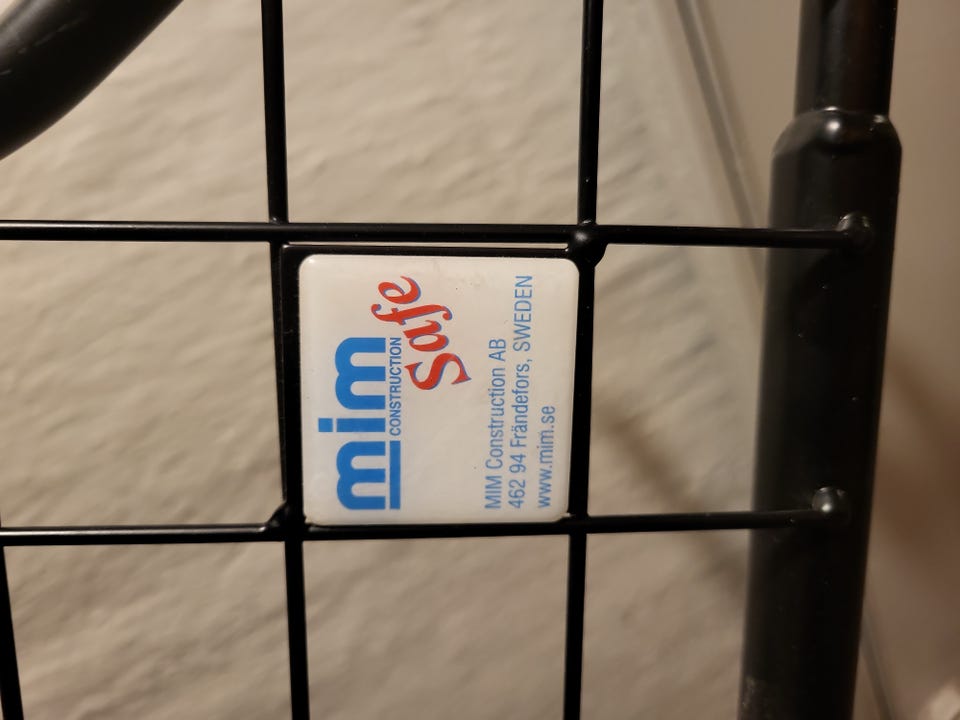 mim
CONSTRUCTION
Safe
MIM Construction AB
462 94 Frändefors, SWEDEN
www.mim.se